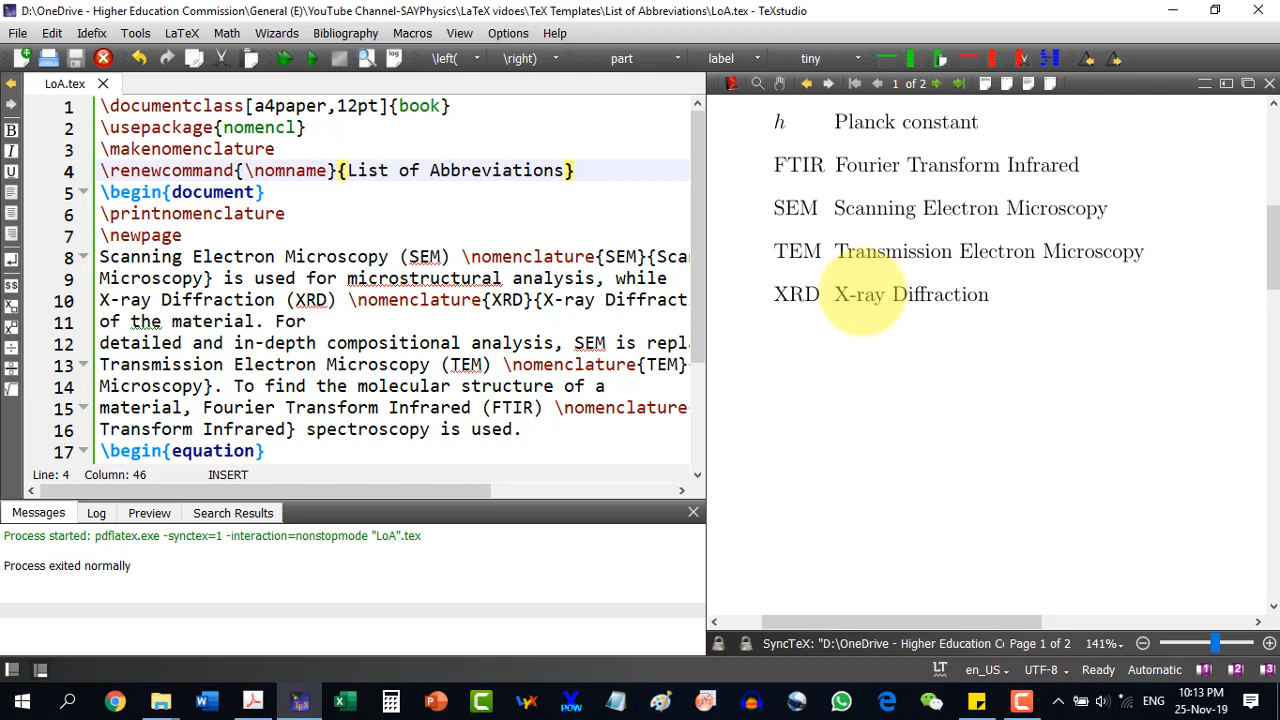 D:\OneDrive - Higher Education Commission\General (E)\YouTube Channel-SAYPhysics\LaTeX vidoes\TeX Templates\List of Abbreviations\LoA.tex - TeXstudio
File Edit Idefix Tools LaTeX Math Wizards Bibliography Macros View Options Help
\left( \right) part label tiny
LoA.tex
1 of 2
1 \documentclass[a4paper,12pt]{book}
2 \usepackage{nomencl}
3 \makenomenclature
4 \renewcommand{\nomname}{List of Abbreviations}
5 \begin{document}
6 \printnomenclature
7 \newpage
8 Scanning Electron Microscopy (SEM) \nomenclature{SEM}{Scan
9 Microscopy} is used for microstructural analysis, while
10 X-ray Diffraction (XRD) \nomenclature{XRD}{X-ray Diffracti
11 of the material. For
12 detailed and in-depth compositional analysis, SEM is repl
13 Transmission Electron Microscopy (TEM) \nomenclature{TEM}
14 Microscopy}. To find the molecular structure of a
15 material, Fourier Transform Infrared (FTIR) \nomenclature
16 Transform Infrared} spectroscopy is used.
17 \begin{equation}
h Planck constant
FTIR Fourier Transform Infrared
SEM Scanning Electron Microscopy
TEM Transmission Electron Microscopy
XRD X-ray Diffraction
Line: 4 Column: 46 INSERT
Messages Log Preview Search Results
Process started: pdflatex.exe -synctex=1 -interaction=nonstopmode "LoA".tex
Process exited normally
SyncTeX: "D:\OneDrive - Higher Education Co Page 1 of 2 141%
LT en_US UTF-8 Ready Automatic 1 2 3
ENG 10:13 PM
25-Nov-19